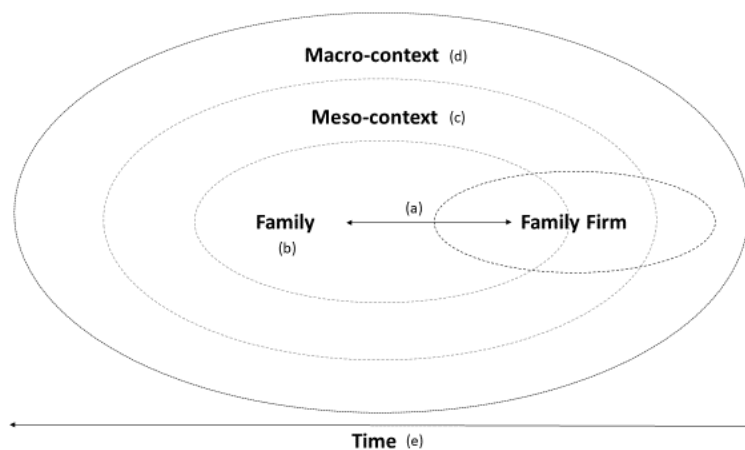 Macro-context (d)
Meso-context (c)
(a)
Family Family Firm
(b)
Time (e)